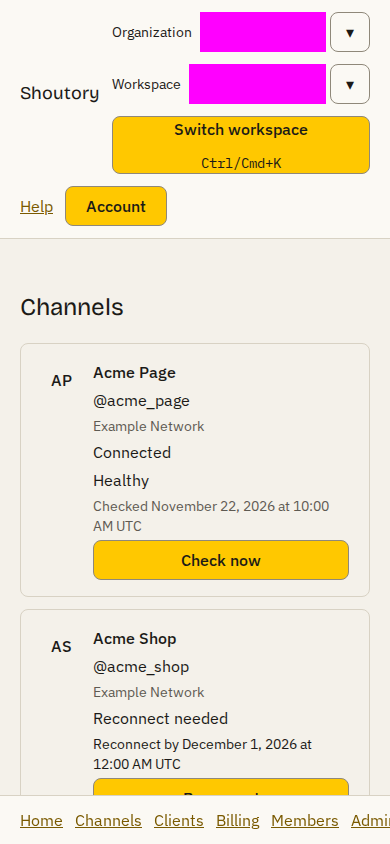 Shoutory
Organization
▼
Workspace
▼
Switch workspace
Ctrl/Cmd+K
Help
Account
Channels
AP
Acme Page
@acme_page
Example Network
Connected
Healthy
Checked November 22, 2026 at 10:00
AM UTC
Check now
AS
Acme Shop
@acme_shop
Example Network
Reconnect needed
Reconnect by December 1, 2026 at
12:00 AM UTC
Home Channels Clients Billing Members